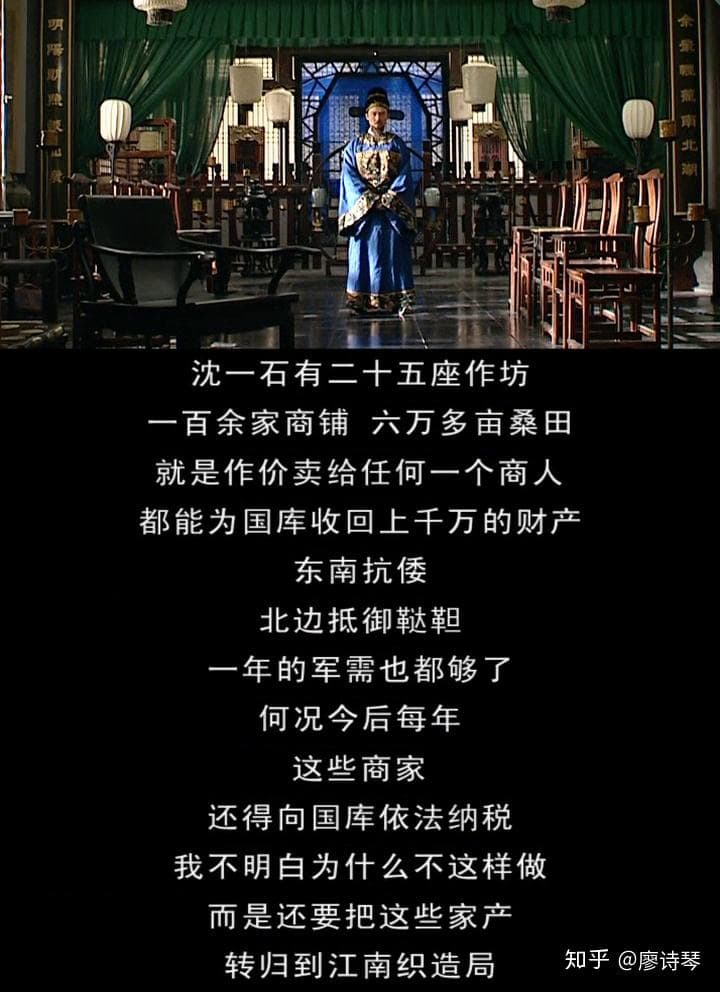 沈一石有二十五座作坊
一百余家商铺 六万多亩桑田
就是作价卖给任何一个商人
都能为国库收回上千万的财产
东南抗倭
北边抵御鞑靼
一年的军需也都够了
何况今后每年
这些商家
还得向国库依法纳税
我不明白为什么不这样做
而是还要把这些家产
转归到江南织造局
知乎 @廖诗琴